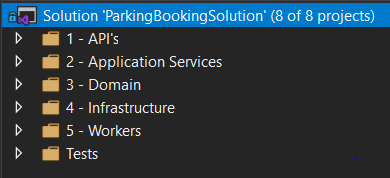 Solution 'ParkingBookingSolution' (8 of 8 projects)
1 - API's
2 - Application Services
3 - Domain
4 - Infrastructure
5 - Workers
Tests